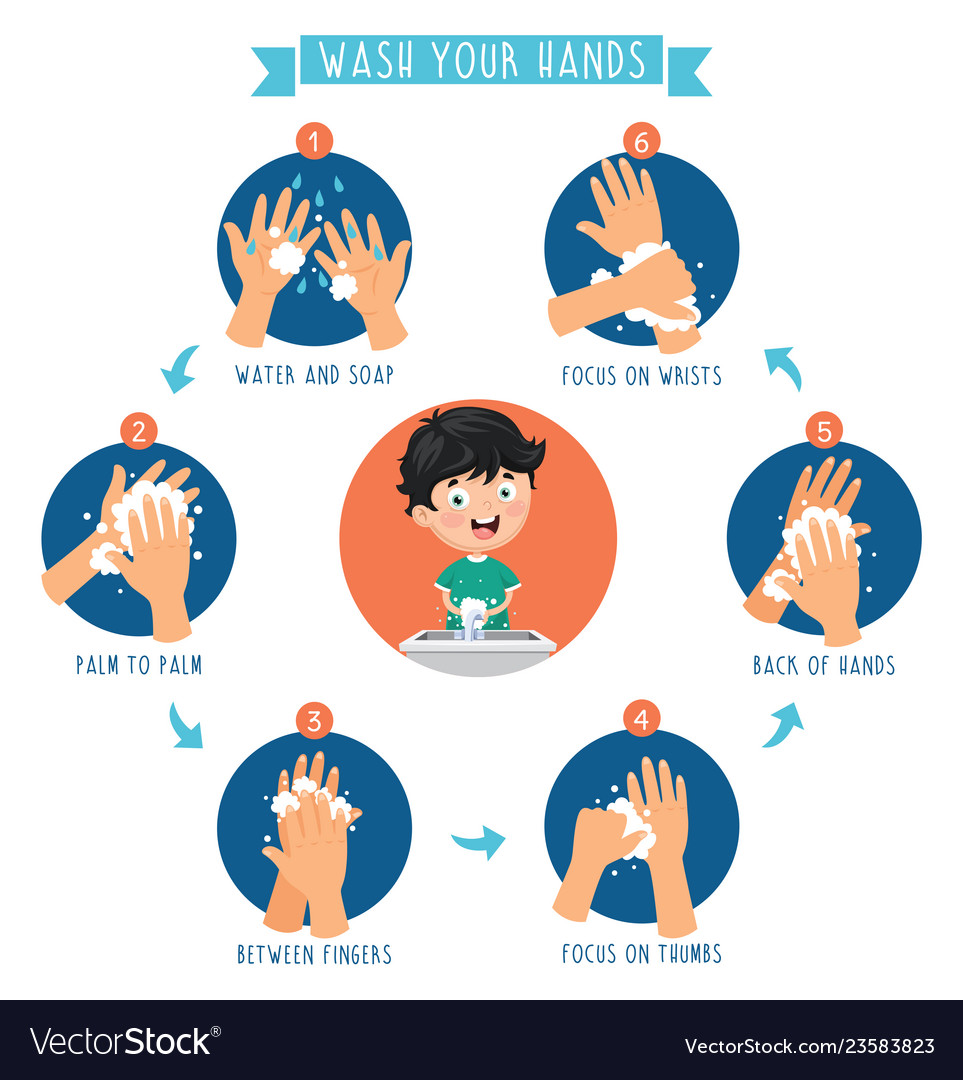 WASH YOUR HANDS
1
WATER AND SOAP
2
PALM TO PALM
3
BETWEEN FINGERS
4
FOCUS ON THUMBS
5
BACK OF HANDS
6
FOCUS ON WRISTS
VectorStock®
VectorStock.com/23583823